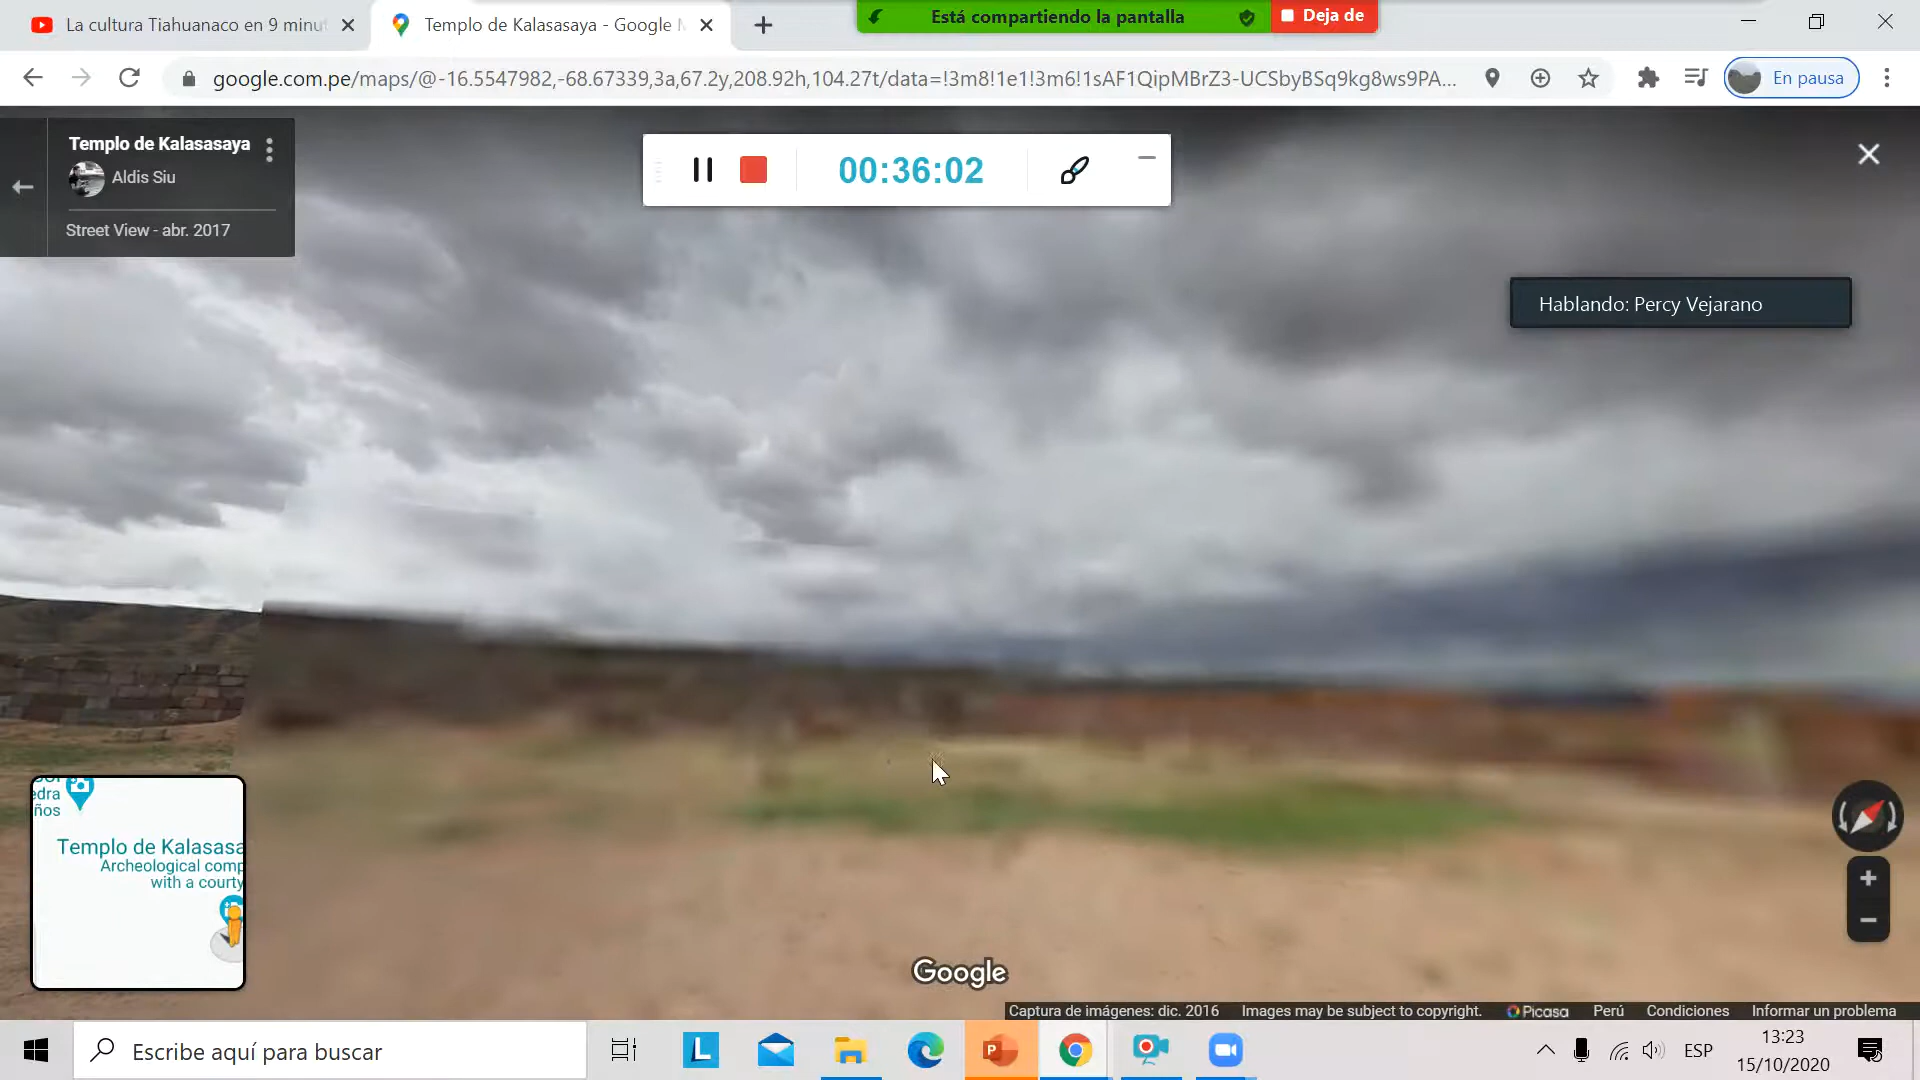 La cultura Tiahuanaco en 9 minut
Templo de Kalasasaya - Google M
Está compartiendo la pantalla
Deja de
google.com.pe/maps/@-16.5547982,-68.67339,3a,67.2y,208.92h,104.27t/data=!3m8!1e1!3m6!1sAF1QipMBrZ3-UCSbyBSq9kg8ws9PA...
En pausa
Templo de Kalasasaya
Aldis Siu
Street View - abr. 2017
00:36:02
Hablando: Percy Vejarano
edra
ños
Templo de Kalasasa
Archeological comp
with a courty
Google
Captura de imágenes: dic. 2016 Images may be subject to copyright. Picasa Perú Condiciones Informar un problema
Escribe aquí para buscar
L
P
ESP
13:23
15/10/2020